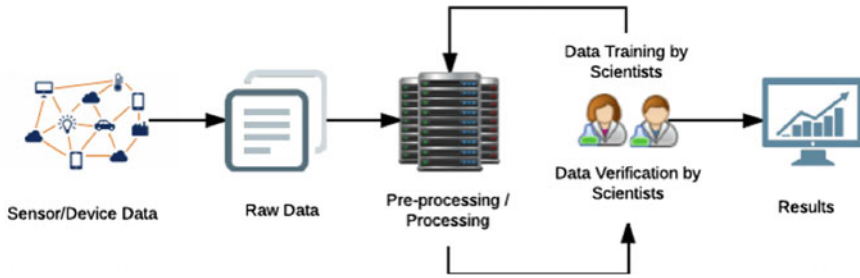 Data Training by
Scientists
Sensor/Device Data
Raw Data
Pre-processing /
Processing
Data Verification by
Scientists
Results